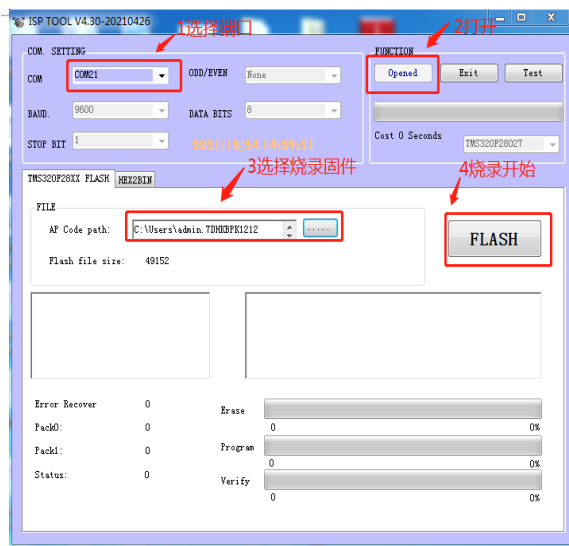 ISP TOOL V4.30-20210426
1选择端口
2打开
COM. SETTING
COM COM21 ODD/EVEN None
BAUD. 9600 DATA BITS 8
STOP BIT 1
FUNCTION
Opened Exit Test
Cost 0 Seconds TMS320F28027
3选择烧录固件
4烧录开始
TMS320F28XX FLASH HEX2BIN
FILE
AP Code path: C:\Users\admin.7DHKBPK1212 .....
Flash file size: 49152
FLASH
Error Recover 0
Pack0: 0
Pack1: 0
Status: 0
Erase
0 0%
Program
0 0%
Verify
0 0%